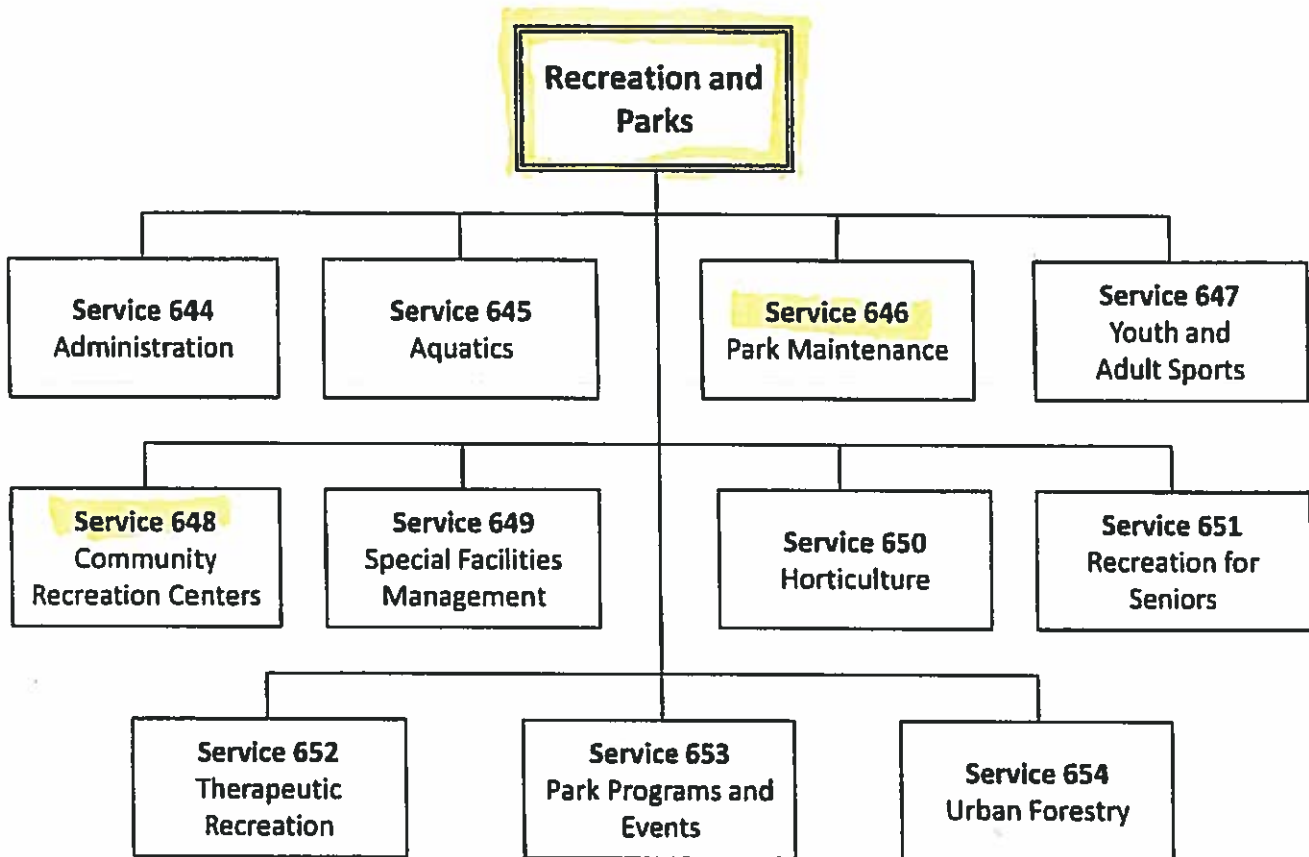 Recreation and
Parks
Service 644
Administration
Service 645
Aquatics
Service 646
Park Maintenance
Service 647
Youth and
Adult Sports
Service 648
Community
Recreation Centers
Service 649
Special Facilities
Management
Service 650
Horticulture
Service 651
Recreation for
Seniors
Service 652
Therapeutic
Recreation
Service 653
Park Programs and
Events
Service 654
Urban Forestry